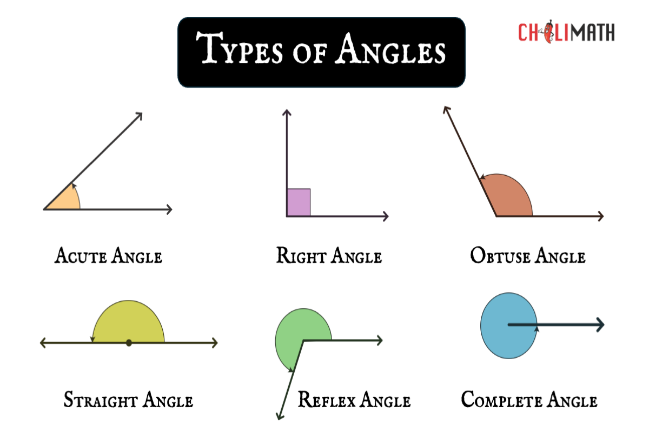 Types of Angles
CHILIMATH
Acute Angle
Right Angle
Obtuse Angle
Straight Angle
Reflex Angle
Complete Angle